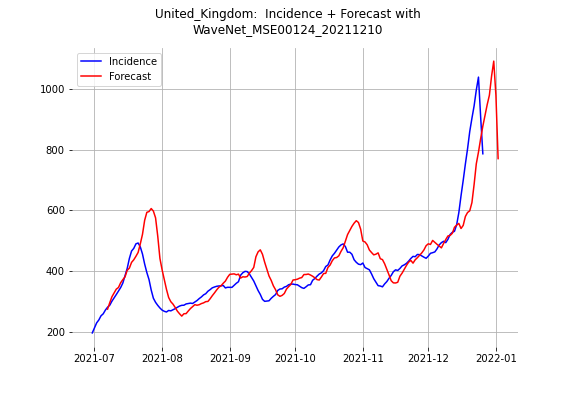 United_Kingdom:  Incidence + Forecast with
WaveNet_MSE00124_20211210
Incidence
Forecast
1000
800
600
400
200
2021-07 2021-08 2021-09 2021-10 2021-11 2021-12 2022-01